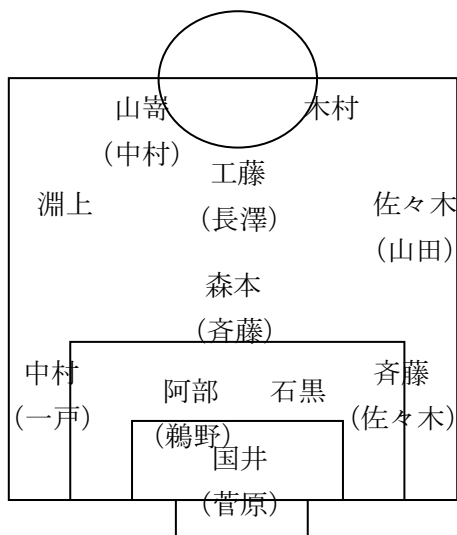 山嵜 木村
(中村)
工藤
淵上 佐々木
(長澤)
(山田)
森本
(斉藤)
中村 斉藤
阿部 石黒
(一戸) (佐々木)
(鵜野)
国井
(菅原)